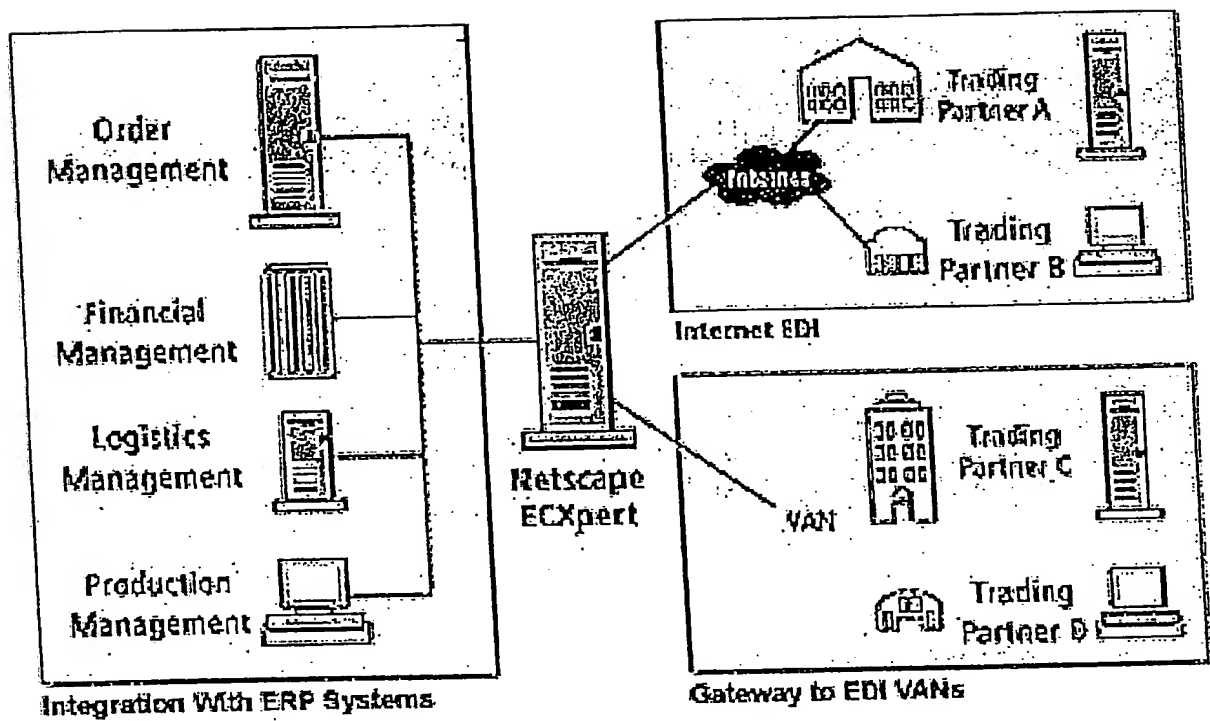 Order
Management
Financial
Management
Logistics
Management
Production
Management
Integration With ERP Systems
Netscape
ECXpert
Internet
Trading
Partner A
Trading
Partner B
Internet EDI
VAN
Trading
Partner C
Trading
Partner D
Gateway to EDI VANs